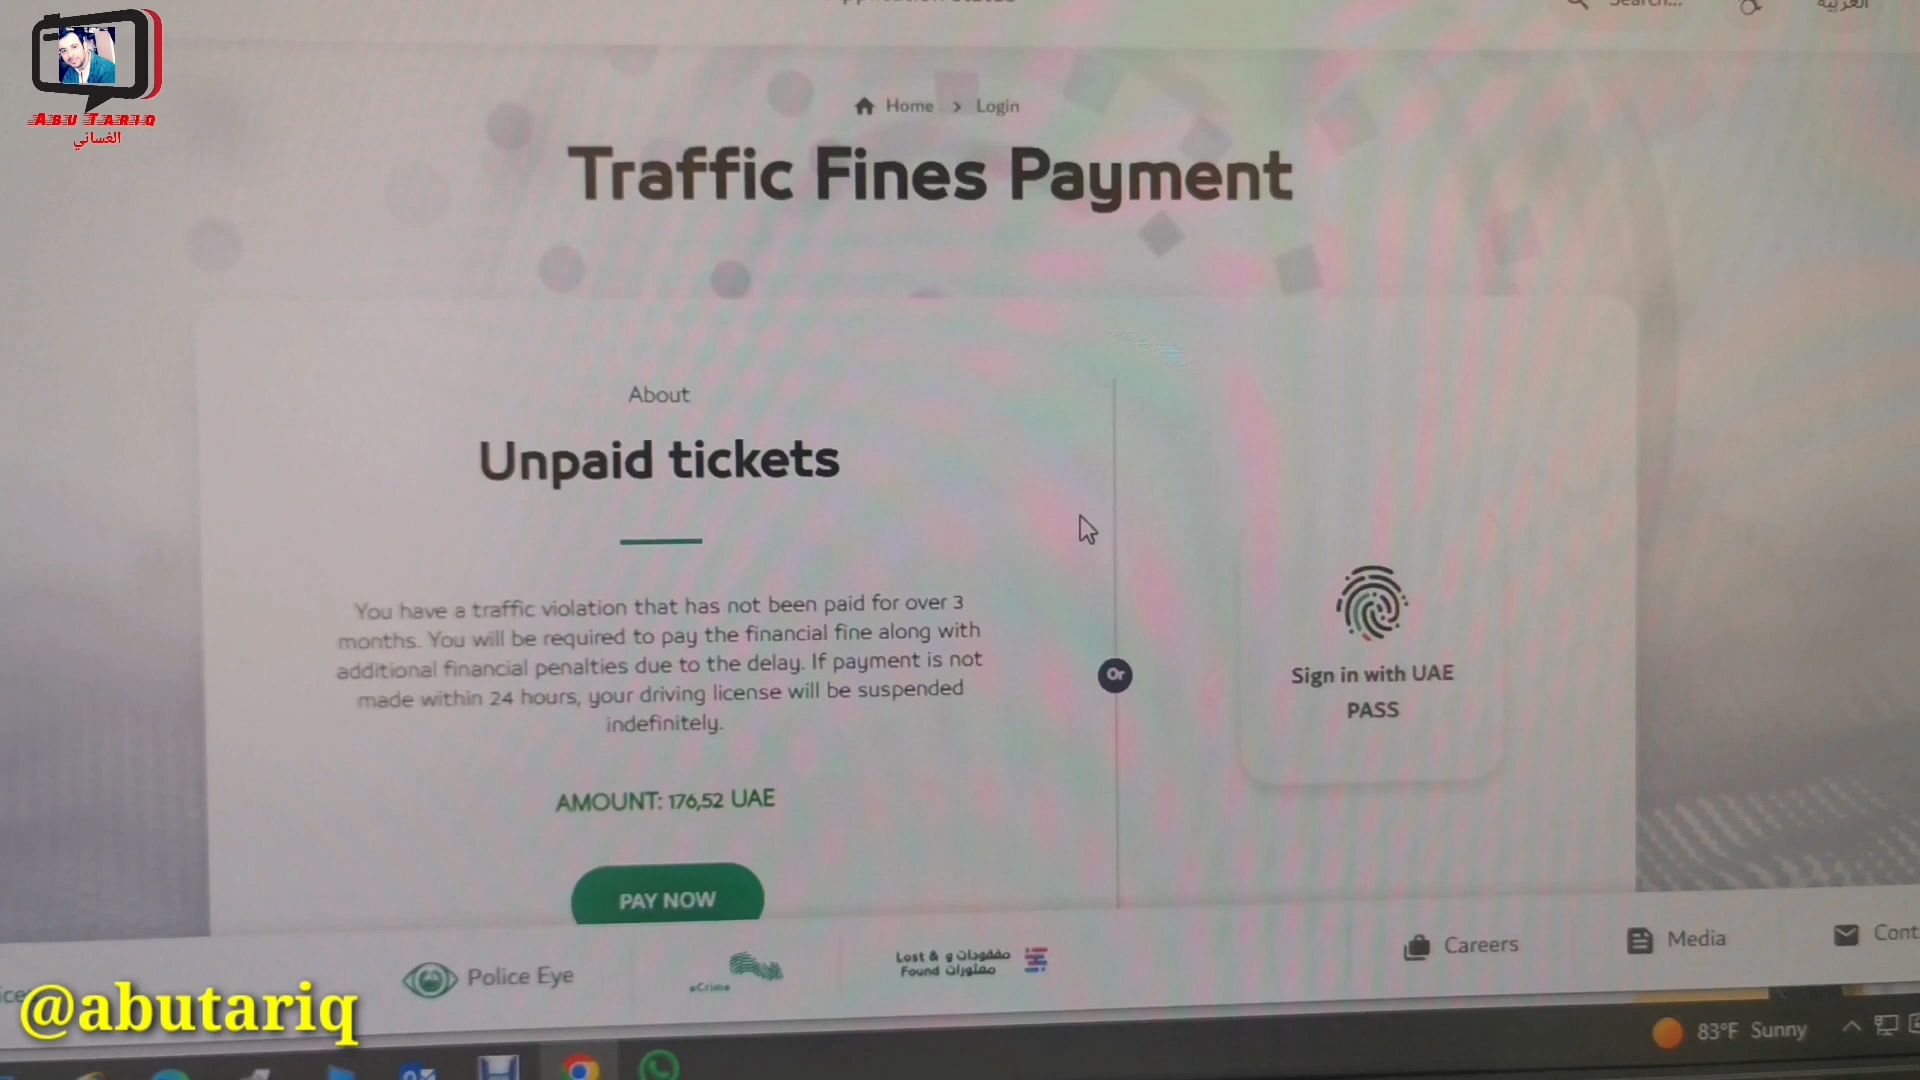 Search...
العربية
ABU TARIQ
الغساني
Home > Login
Traffic Fines Payment
About
Unpaid tickets
You have a traffic violation that has not been paid for over 3
months. You will be required to pay the financial fine along with
additional financial penalties due to the delay. If payment is not
made within 24 hours, your driving license will be suspended
indefinitely.
AMOUNT: 176,52 UAE
PAY NOW
Or
Sign in with UAE
PASS
Police Eye
eCrime
Lost & مفقودات و
Found معثورات
Careers
Media
Cont
@abutariq
83°F Sunny